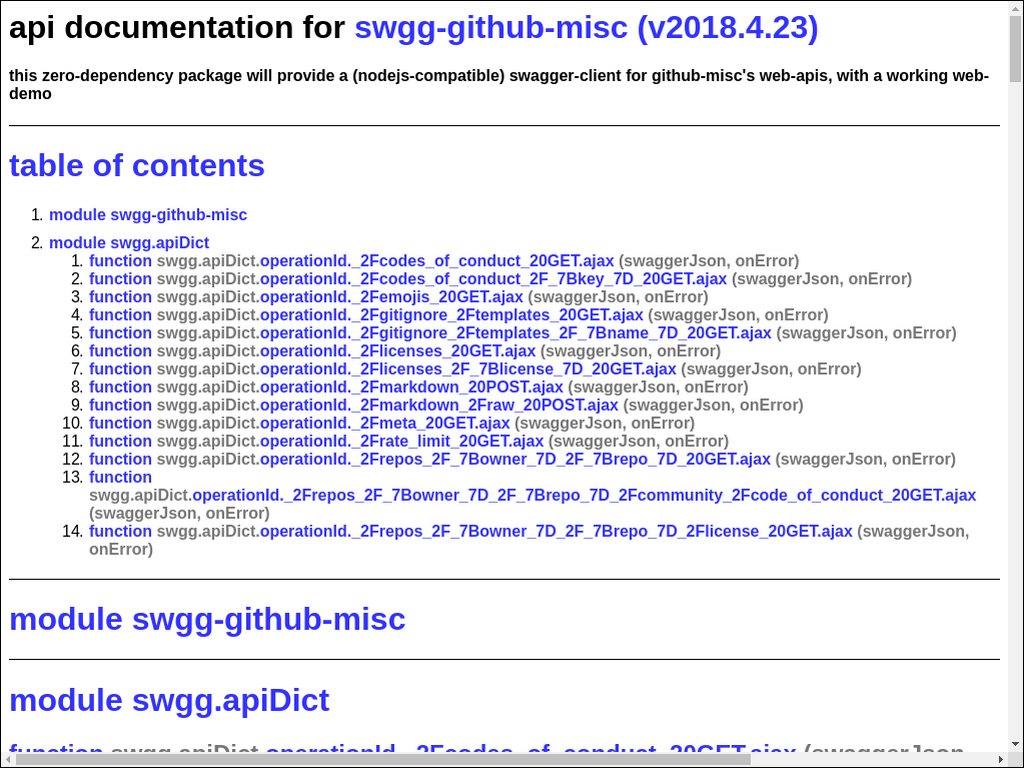 api documentation for swgg-github-misc (v2018.4.23)
this zero-dependency package will provide a (nodejs-compatible) swagger-client for github-misc's web-apis, with a working web-
demo
table of contents
1. module swgg-github-misc
2. module swgg.apiDict
1. function swgg.apiDict.operationId._2Fcodes_of_conduct_20GET.ajax (swaggerJson, onError)
2. function swgg.apiDict.operationId._2Fcodes_of_conduct_2F_7Bkey_7D_20GET.ajax (swaggerJson, onError)
3. function swgg.apiDict.operationId._2Femojis_20GET.ajax (swaggerJson, onError)
4. function swgg.apiDict.operationId._2Fgitignore_2Ftemplates_20GET.ajax (swaggerJson, onError)
5. function swgg.apiDict.operationId._2Fgitignore_2Ftemplates_2F_7Bname_7D_20GET.ajax (swaggerJson, onError)
6. function swgg.apiDict.operationId._2Flicenses_20GET.ajax (swaggerJson, onError)
7. function swgg.apiDict.operationId._2Flicenses_2F_7Blicense_7D_20GET.ajax (swaggerJson, onError)
8. function swgg.apiDict.operationId._2Fmarkdown_20POST.ajax (swaggerJson, onError)
9. function swgg.apiDict.operationId._2Fmarkdown_2Fraw_20POST.ajax (swaggerJson, onError)
10. function swgg.apiDict.operationId._2Fmeta_20GET.ajax (swaggerJson, onError)
11. function swgg.apiDict.operationId._2Frate_limit_20GET.ajax (swaggerJson, onError)
12. function swgg.apiDict.operationId._2Frepos_2F_7Bowner_7D_2F_7Brepo_7D_20GET.ajax (swaggerJson, onError)
13. function
swgg.apiDict.operationId._2Frepos_2F_7Bowner_7D_2F_7Brepo_7D_2Fcommunity_2Fcode_of_conduct_20GET.ajax
(swaggerJson, onError)
14. function swgg.apiDict.operationId._2Frepos_2F_7Bowner_7D_2F_7Brepo_7D_2Flicense_20GET.ajax (swaggerJson,
onError)
module swgg-github-misc
module swgg.apiDict
function swgg.apiDict.operationId._2Fcodes_of_conduct_20GET.ajax (swaggerJson,